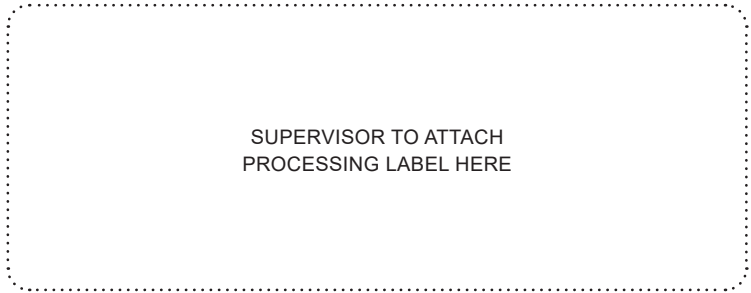 SUPERVISOR TO ATTACH
PROCESSING LABEL HERE